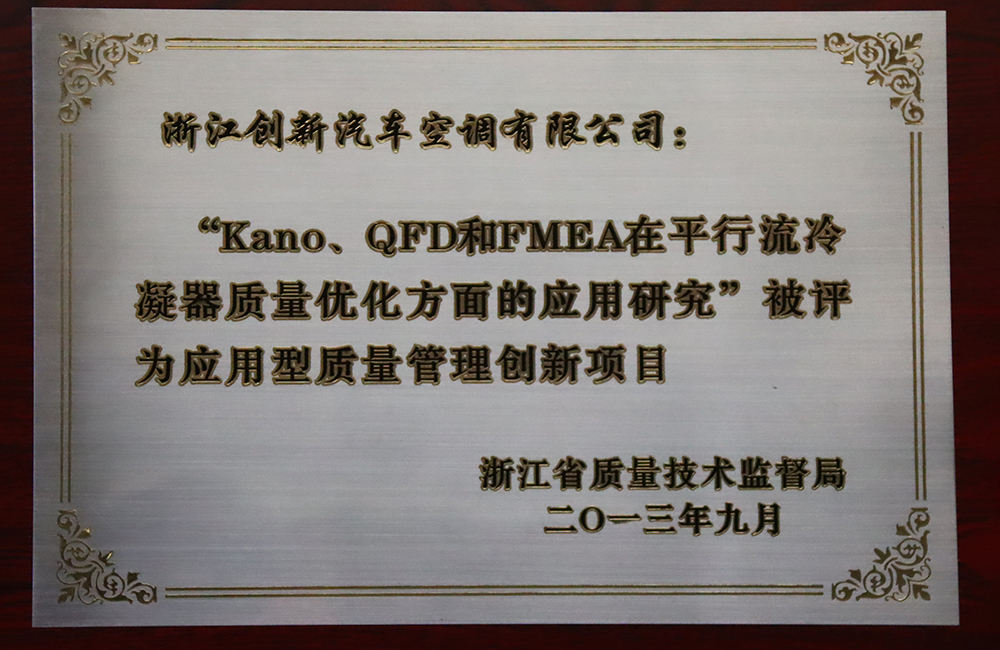 浙江创新汽车空调有限公司：
“Kano、QFD和FMEA在平行流冷
凝器质量优化方面的应用研究”被评
为应用型质量管理创新项目
浙江省质量技术监督局
二〇一三年九月